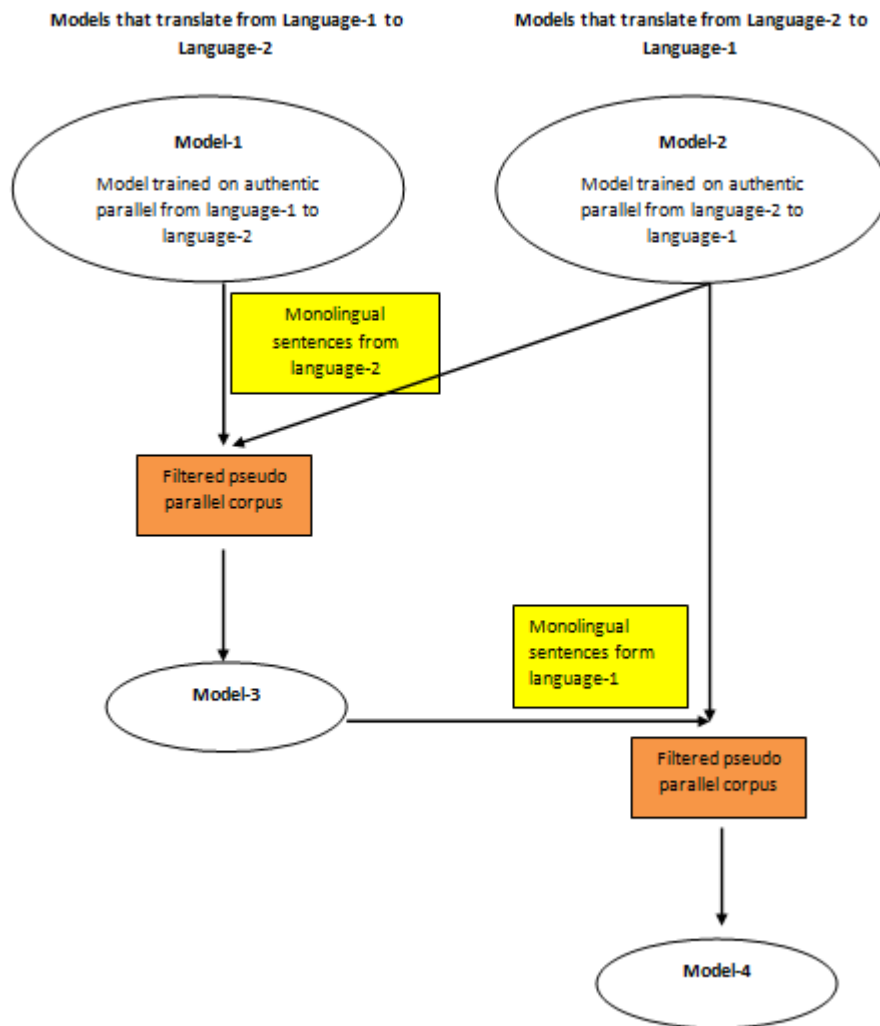 Models that translate from Language-1 to
Language-2
Models that translate from Language-2 to
Language-1
Model-1
Model trained on authentic
parallel from language-1 to
language-2
Model-2
Model trained on authentic
parallel from language-2 to
language-1
Monolingual
sentences from
language-2
Filtered pseudo
parallel corpus
Monolingual
sentences form
language-1
Model-3
Filtered pseudo
parallel corpus
Model-4